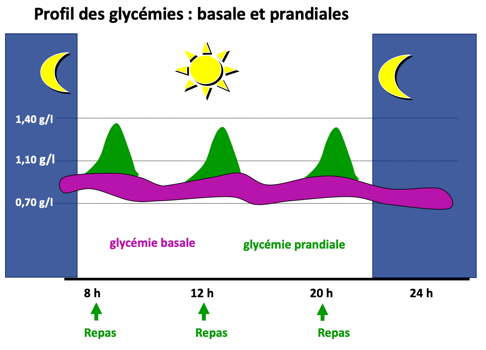 Profil des glycémies : basale et prandiales
1,40 g/l
1,10 g/l
0,70 g/l
glycémie basale
glycémie prandiale
8 h
12 h
20 h
24 h
Repas
Repas
Repas